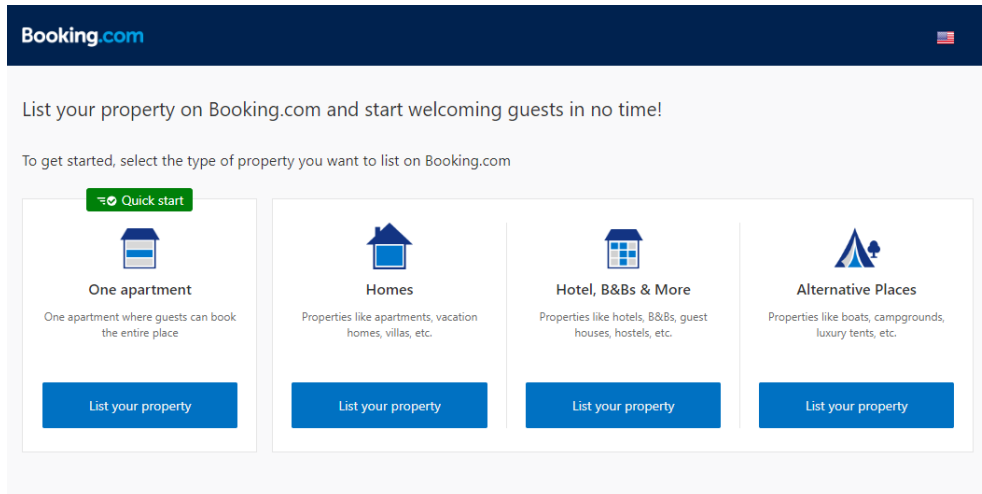 Booking.com
List your property on Booking.com and start welcoming guests in no time!
To get started, select the type of property you want to list on Booking.com
Quick start
One apartment
One apartment where guests can book
the entire place
List your property
Homes
Properties like apartments, vacation
homes, villas, etc.
List your property
Hotel, B&Bs & More
Properties like hotels, B&Bs, guest
houses, hostels, etc.
List your property
Alternative Places
Properties like boats, campgrounds,
luxury tents, etc.
List your property